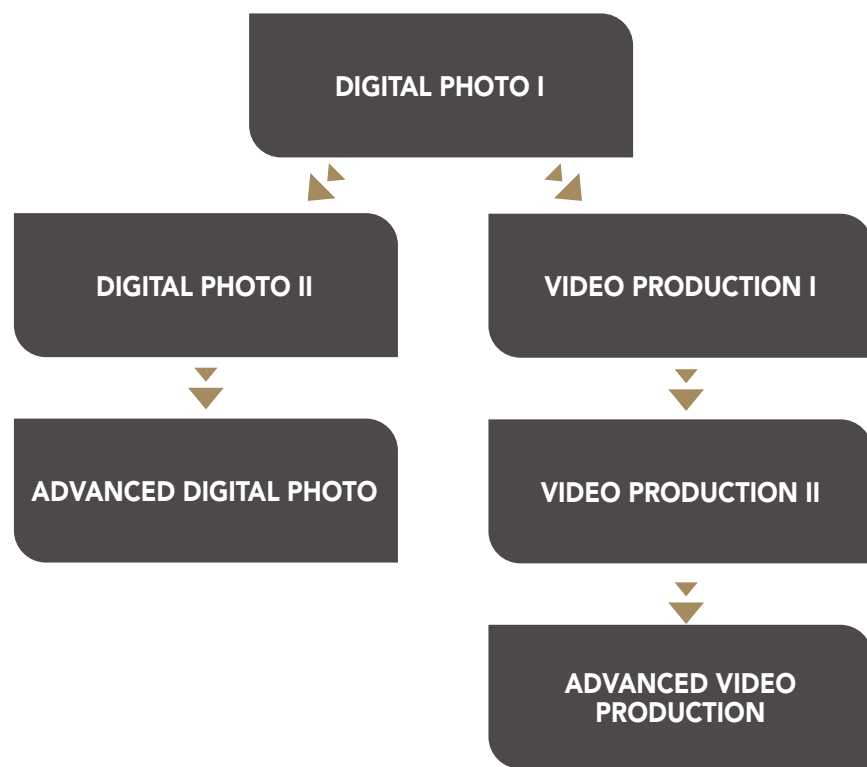 DIGITAL PHOTO I
DIGITAL PHOTO II
VIDEO PRODUCTION I
ADVANCED DIGITAL PHOTO
VIDEO PRODUCTION II
ADVANCED VIDEO
PRODUCTION